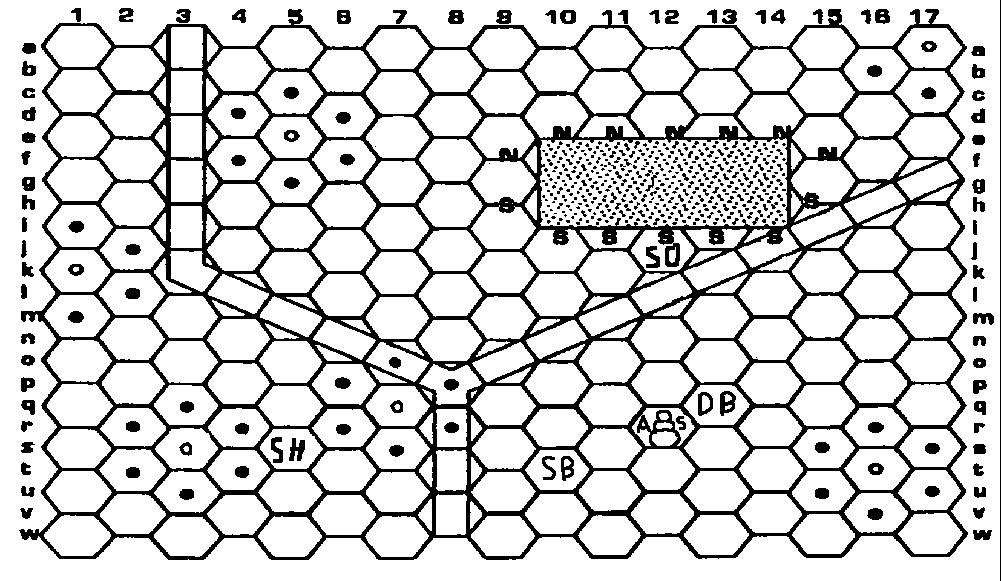 1 2 3 4 5 6 7 8 9 10 11 12 13 14 15 16 17
a a
b b
c c
d d
e N N N N N e
f N N f
g g
h S S h
i S S S S S i
j SO j
k k
l l
m m
n n
o o
p p
q DB q
r A S r
s SH s
t SB t
u u
v v
w w